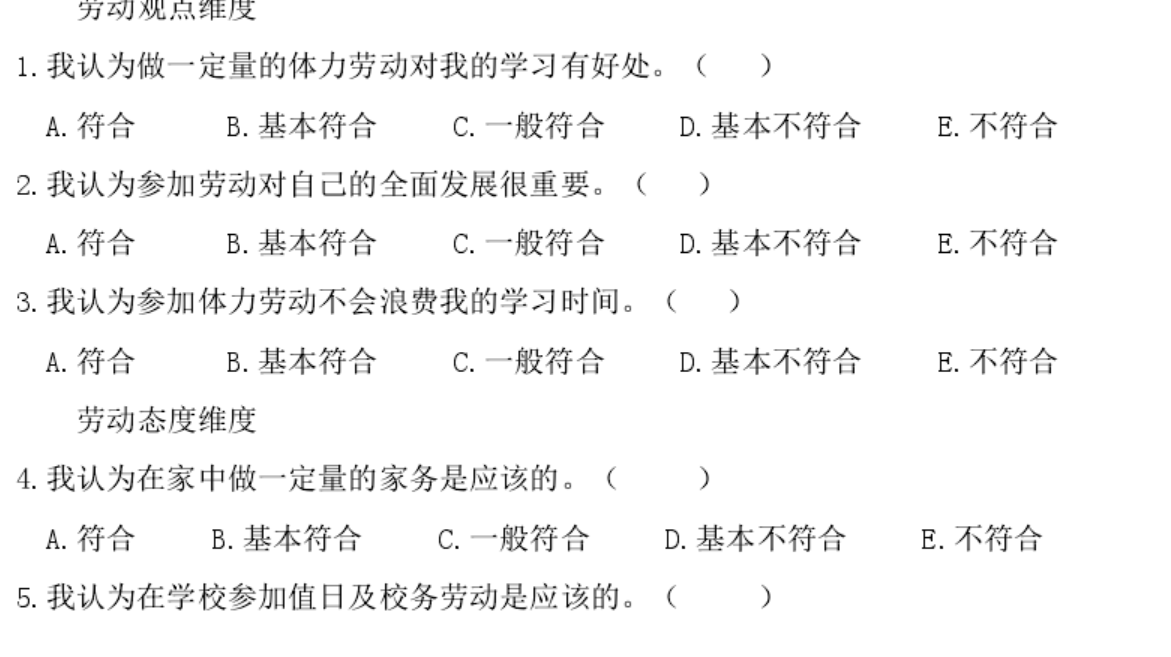 劳动观点维度
1.我认为做一定量的体力劳动对我的学习有好处。（ ）
A.符合 B.基本符合 C.一般符合 D.基本不符合 E.不符合
2.我认为参加劳动对自己的全面发展很重要。（ ）
A.符合 B.基本符合 C.一般符合 D.基本不符合 E.不符合
3.我认为参加体力劳动不会浪费我的学习时间。（ ）
A.符合 B.基本符合 C.一般符合 D.基本不符合 E.不符合
劳动态度维度
4.我认为在家中做一定量的家务是应该的。（ ）
A.符合 B.基本符合 C.一般符合 D.基本不符合 E.不符合
5.我认为在学校参加值日及校务劳动是应该的。（ ）